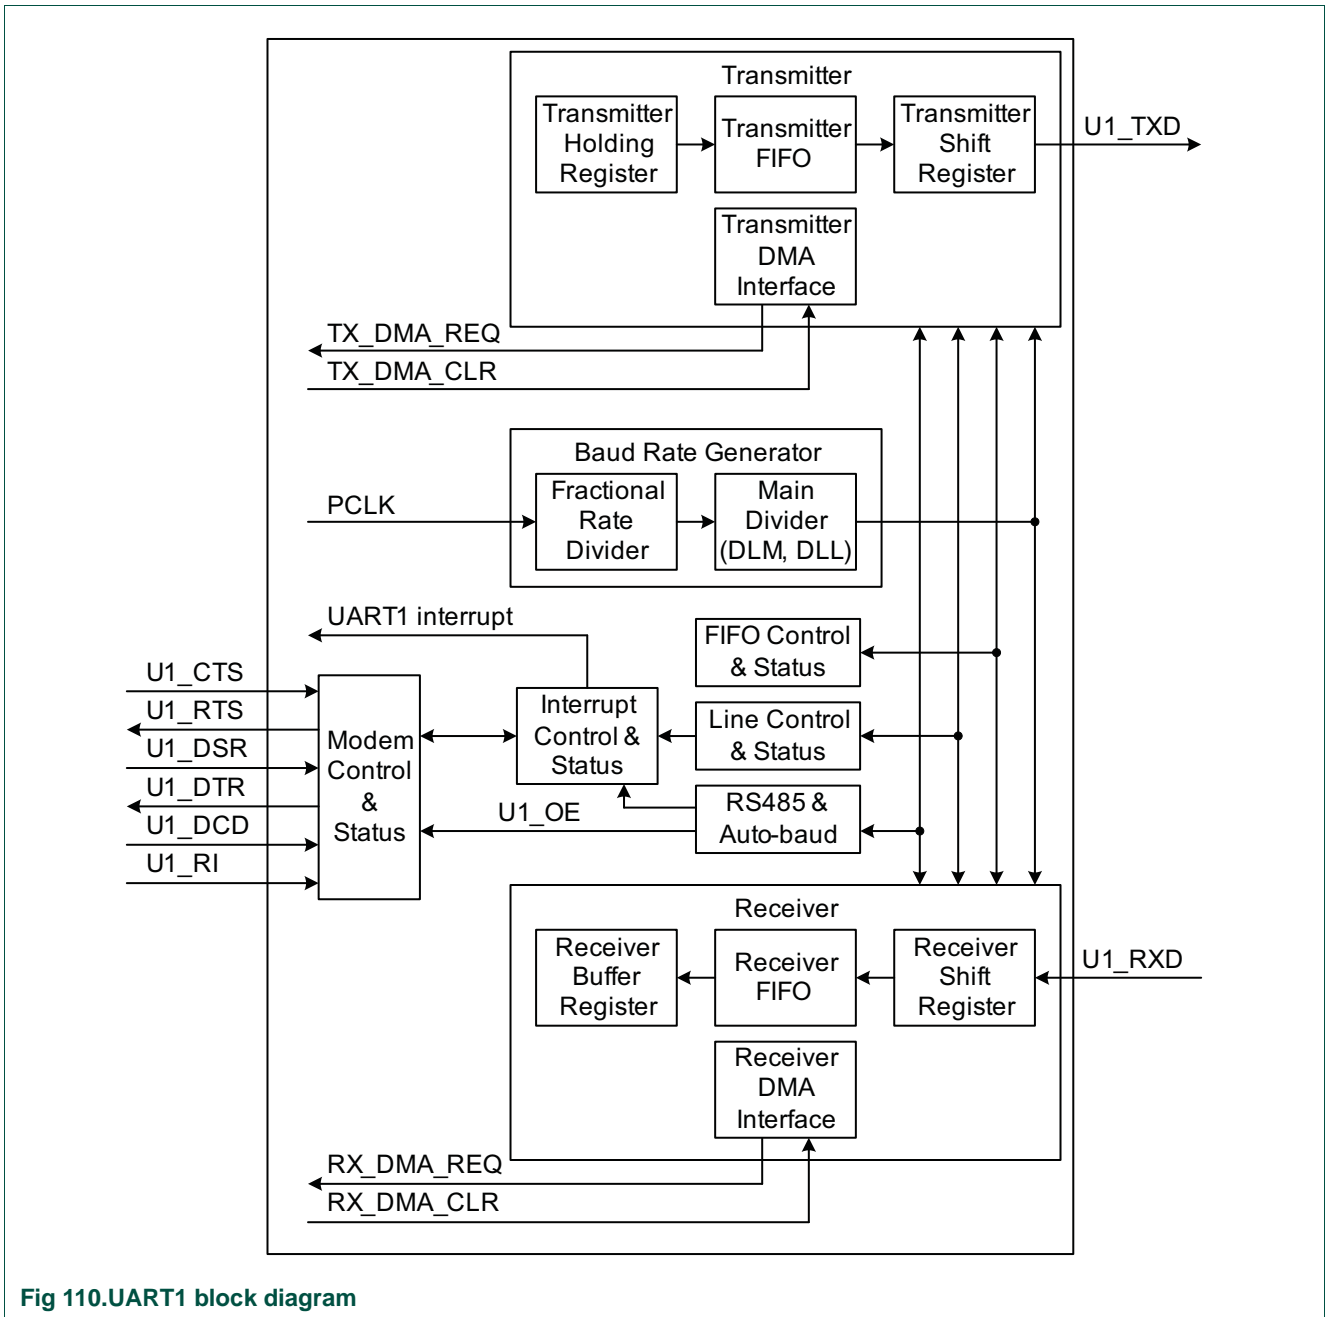 Transmitter
Transmitter
Holding
Register
Transmitter
FIFO
Transmitter
Shift
Register
U1_TXD
Transmitter
DMA
Interface
TX_DMA_REQ
TX_DMA_CLR
Baud Rate Generator
PCLK
Fractional
Rate
Divider
Main
Divider
(DLM, DLL)
UART1 interrupt
FIFO Control
& Status
U1_CTS
U1_RTS
U1_DSR
U1_DTR
U1_DCD
U1_RI
Modem
Control
&
Status
Interrupt
Control &
Status
Line Control
& Status
U1_OE
RS485 &
Auto-baud
Receiver
Receiver
Buffer
Register
Receiver
FIFO
Receiver
Shift
Register
U1_RXD
Receiver
DMA
Interface
RX_DMA_REQ
RX_DMA_CLR
Fig 110.UART1 block diagram